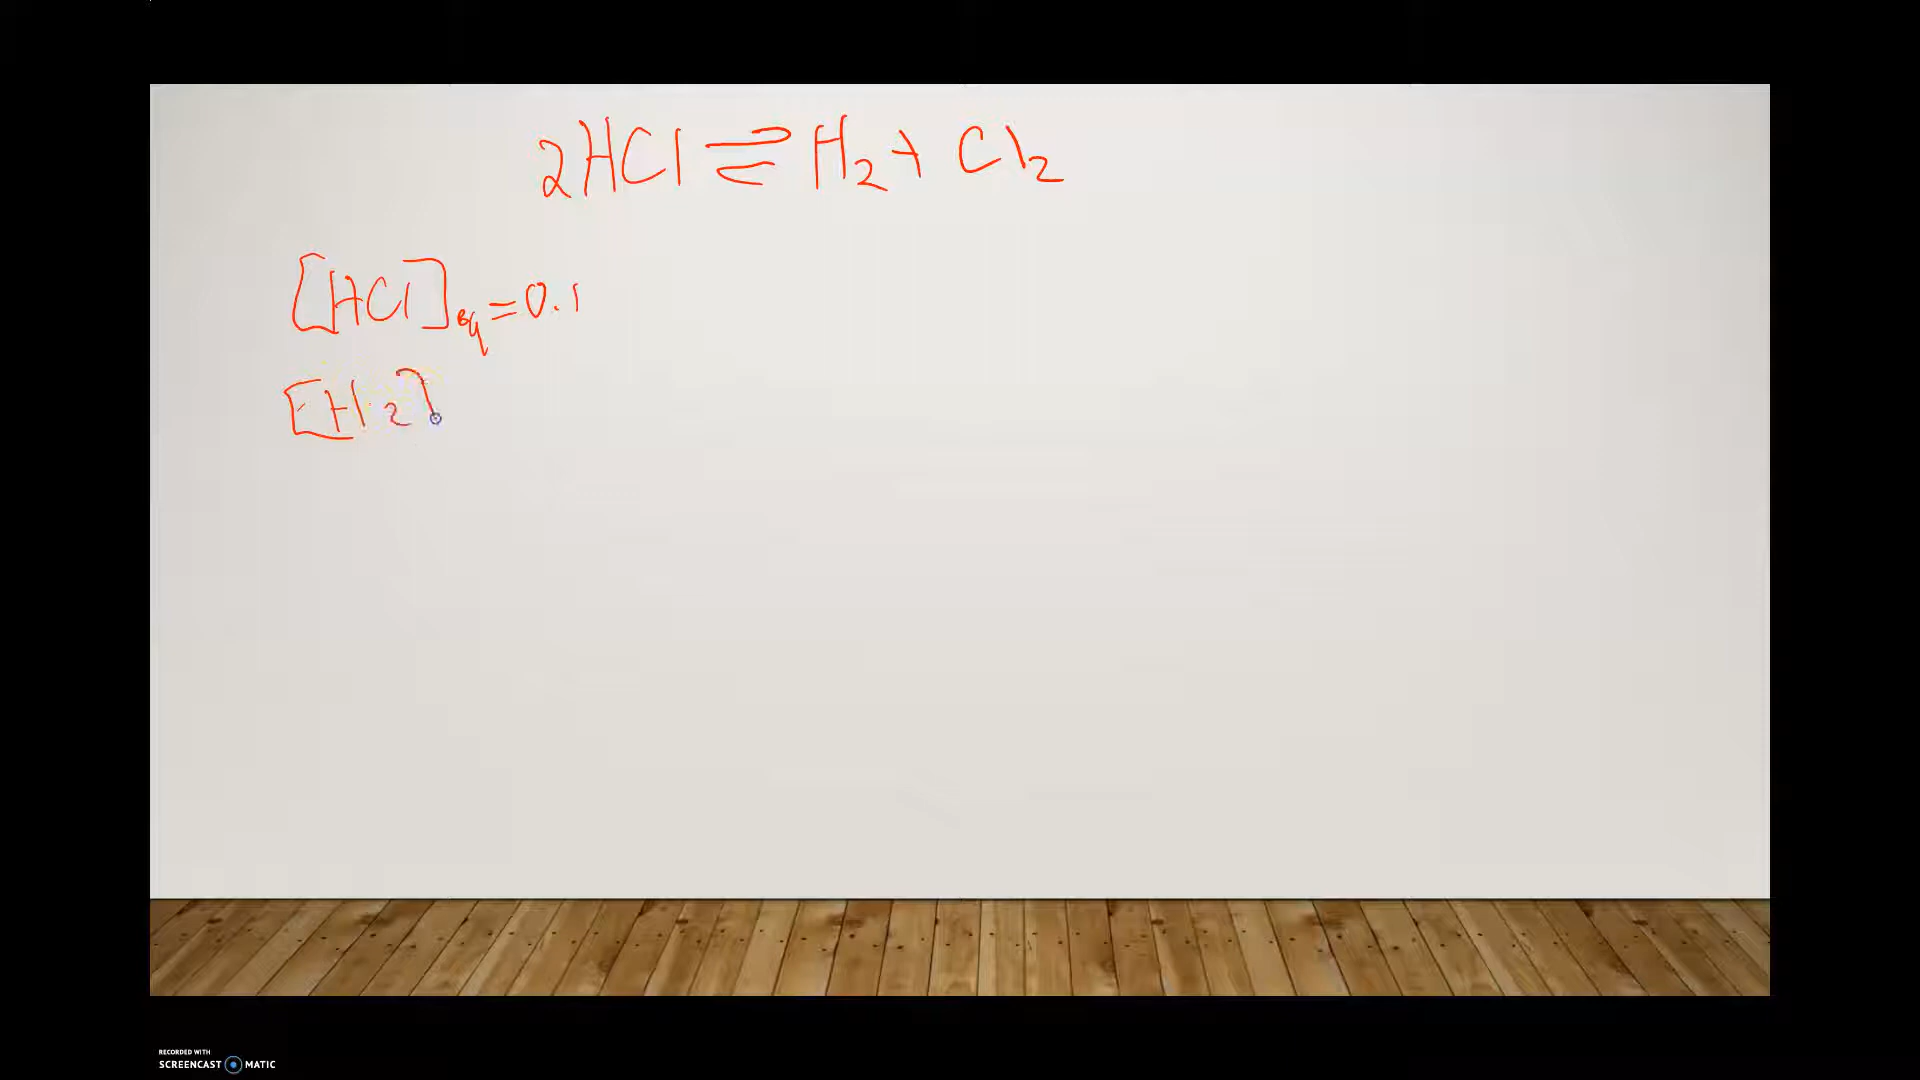 2HCl ⇌ H₂ + Cl₂
[HCl]eq = 0.1
[H₂]
RECORDED WITH
SCREENCAST MATIC